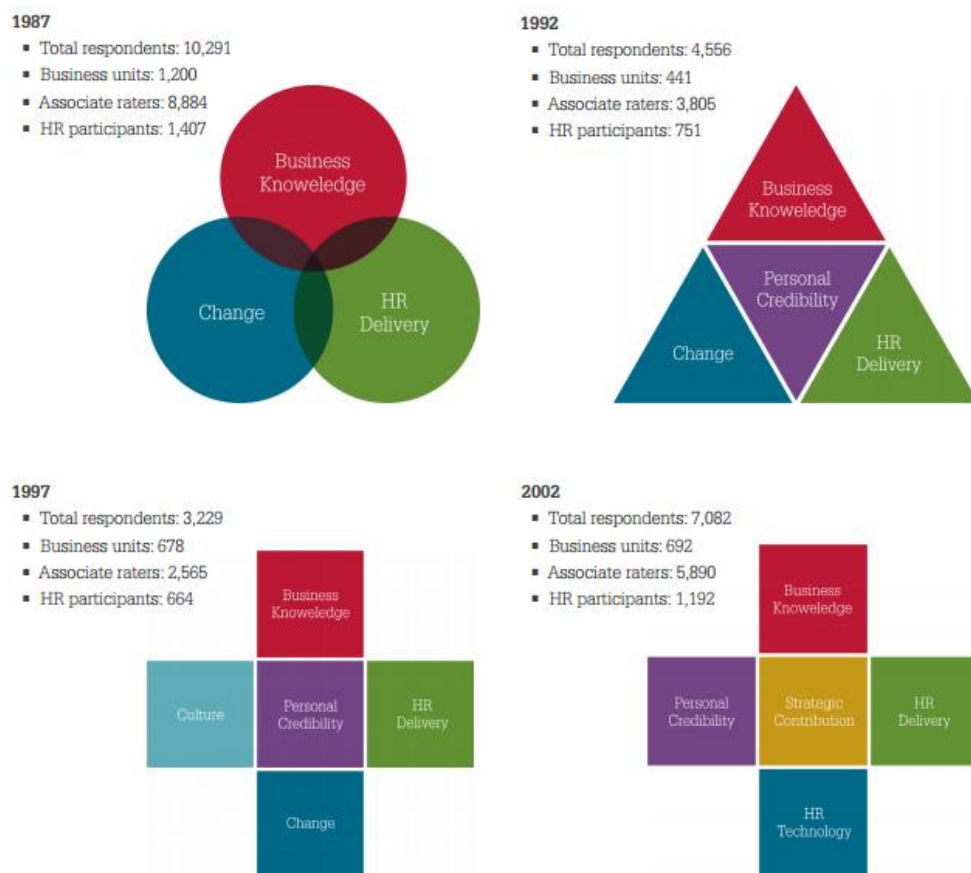 1987
▪ Total respondents: 10,291
▪ Business units: 1,200
▪ Associate raters: 8,884
▪ HR participants: 1,407
Business
Knoweledge
Change
HR
Delivery
1992
▪ Total respondents: 4,556
▪ Business units: 441
▪ Associate raters: 3,805
▪ HR participants: 751
Business
Knoweledge
Personal
Credibility
Change
HR
Delivery
1997
▪ Total respondents: 3,229
▪ Business units: 678
▪ Associate raters: 2,565
▪ HR participants: 664
Business
Knoweledge
Culture
Personal
Credibility
HR
Delivery
Change
2002
▪ Total respondents: 7,082
▪ Business units: 692
▪ Associate raters: 5,890
▪ HR participants: 1,192
Business
Knoweledge
Personal
Credibility
Strategic
Contribution
HR
Delivery
HR
Technology